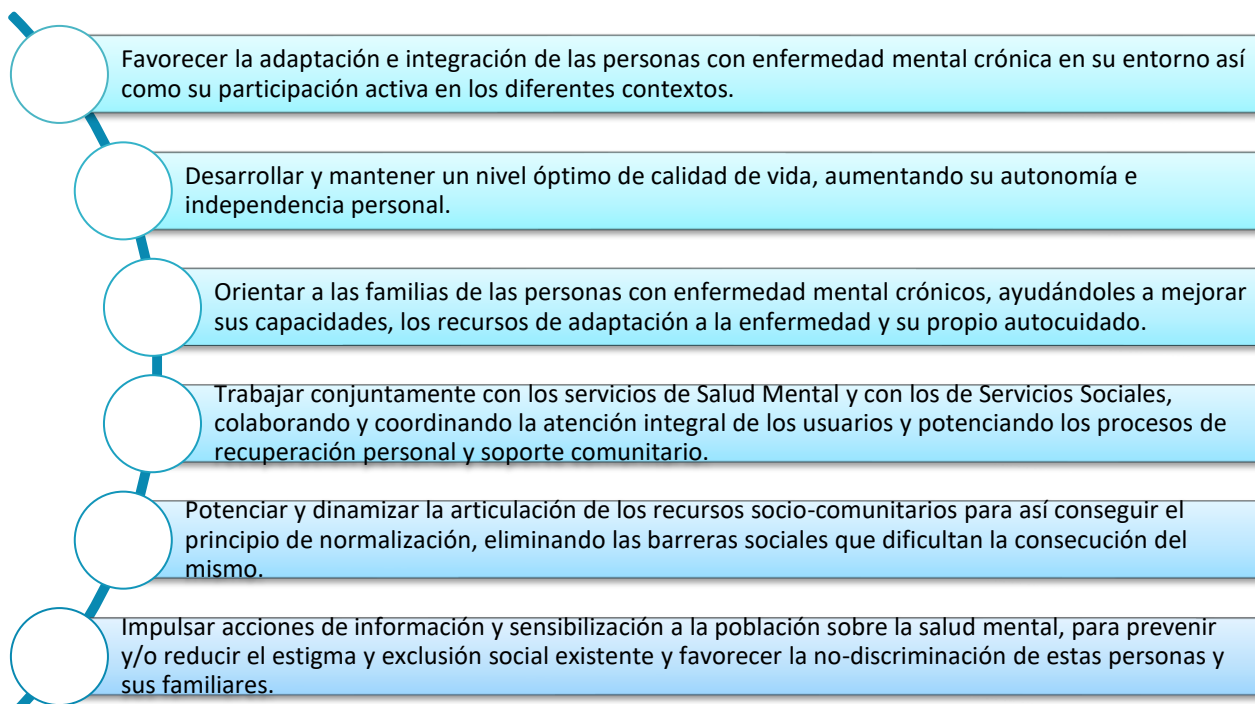 Favorecer la adaptación e integración de las personas con enfermedad mental crónica en su entorno así
como su participación activa en los diferentes contextos.
Desarrollar y mantener un nivel óptimo de calidad de vida, aumentando su autonomía e
independencia personal.
Orientar a las familias de las personas con enfermedad mental crónicos, ayudándoles a mejorar
sus capacidades, los recursos de adaptación a la enfermedad y su propio autocuidado.
Trabajar conjuntamente con los servicios de Salud Mental y con los de Servicios Sociales,
colaborando y coordinando la atención integral de los usuarios y potenciando los procesos de
recuperación personal y soporte comunitario.
Potenciar y dinamizar la articulación de los recursos socio-comunitarios para así conseguir el
principio de normalización, eliminando las barreras sociales que dificultan la consecución del
mismo.
Impulsar acciones de información y sensibilización a la población sobre la salud mental, para prevenir
y/o reducir el estigma y exclusión social existente y favorecer la no-discriminación de estas personas y
sus familiares.